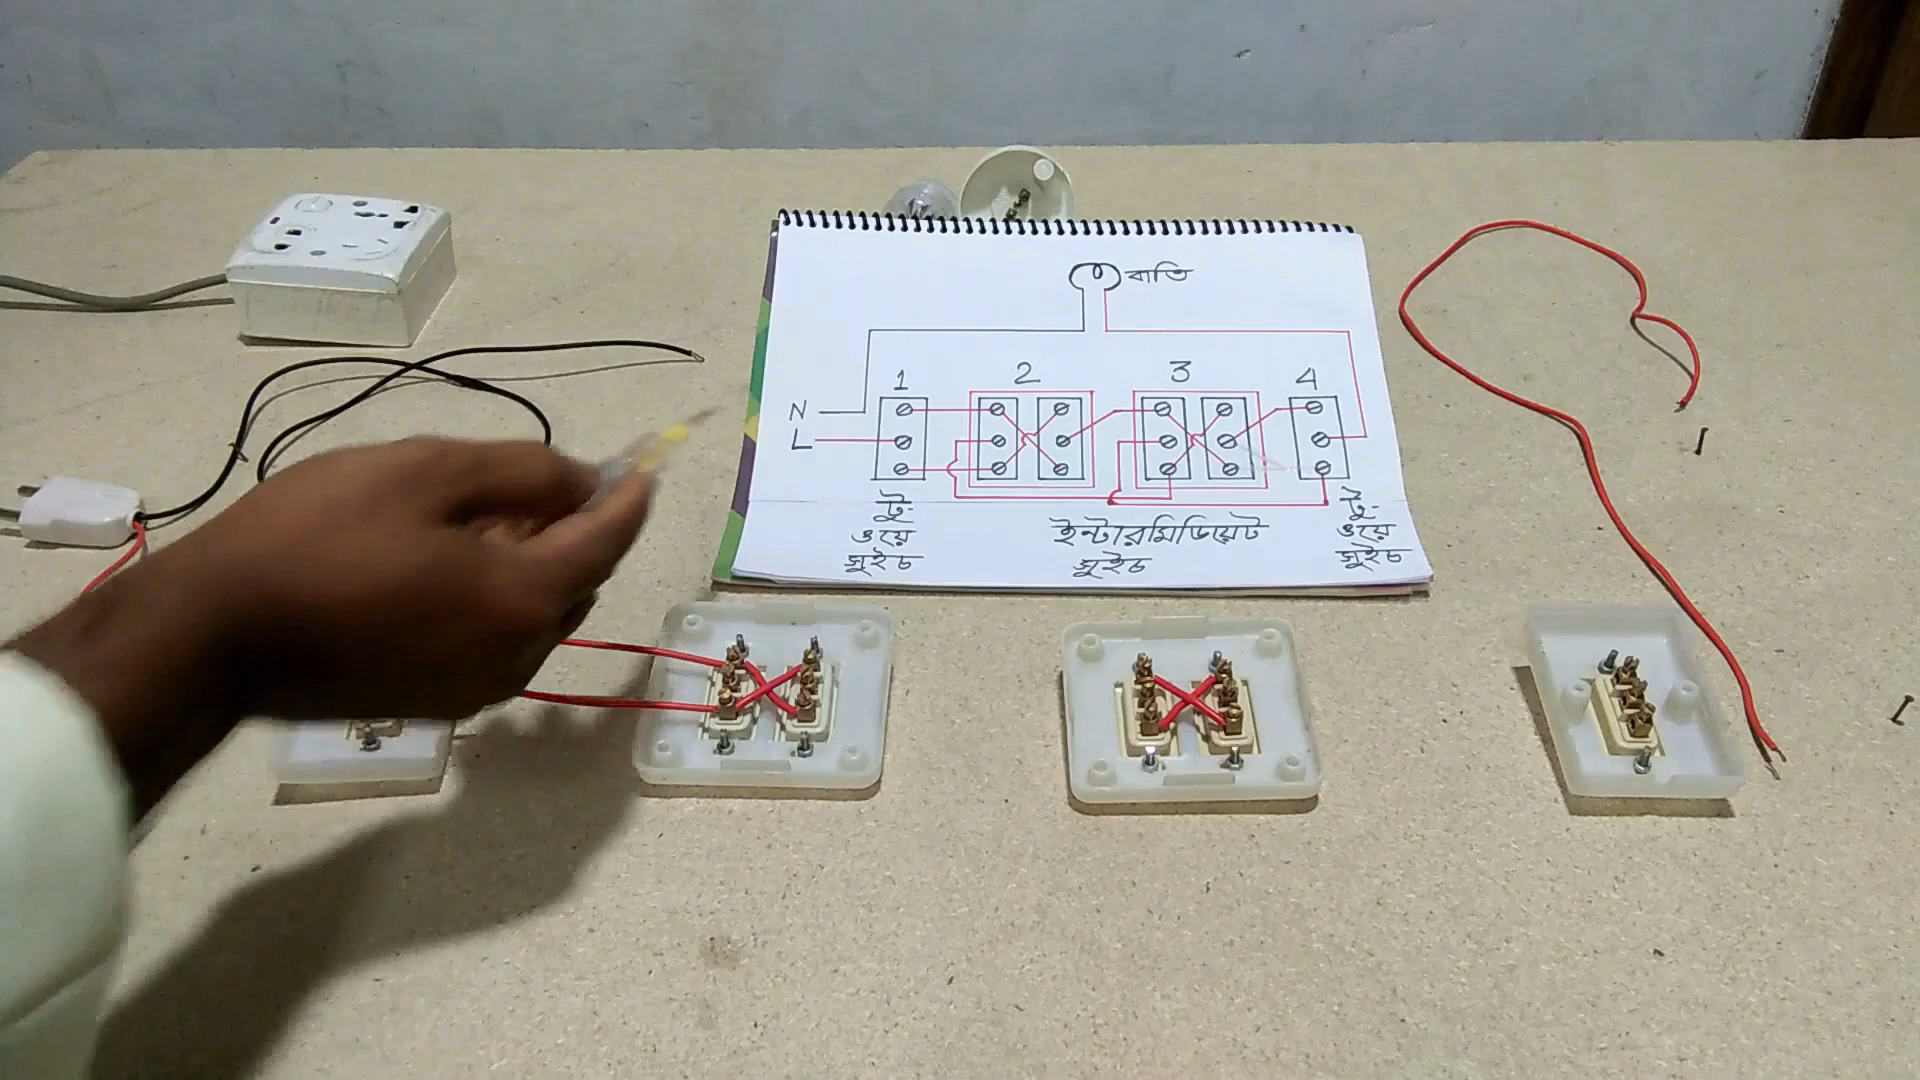 বাতি
1 2 3 4
N
L
টু-
ওয়ে
সুইচ
ইন্টারমিডিয়েট
সুইচ
টু-
ওয়ে
সুইচ